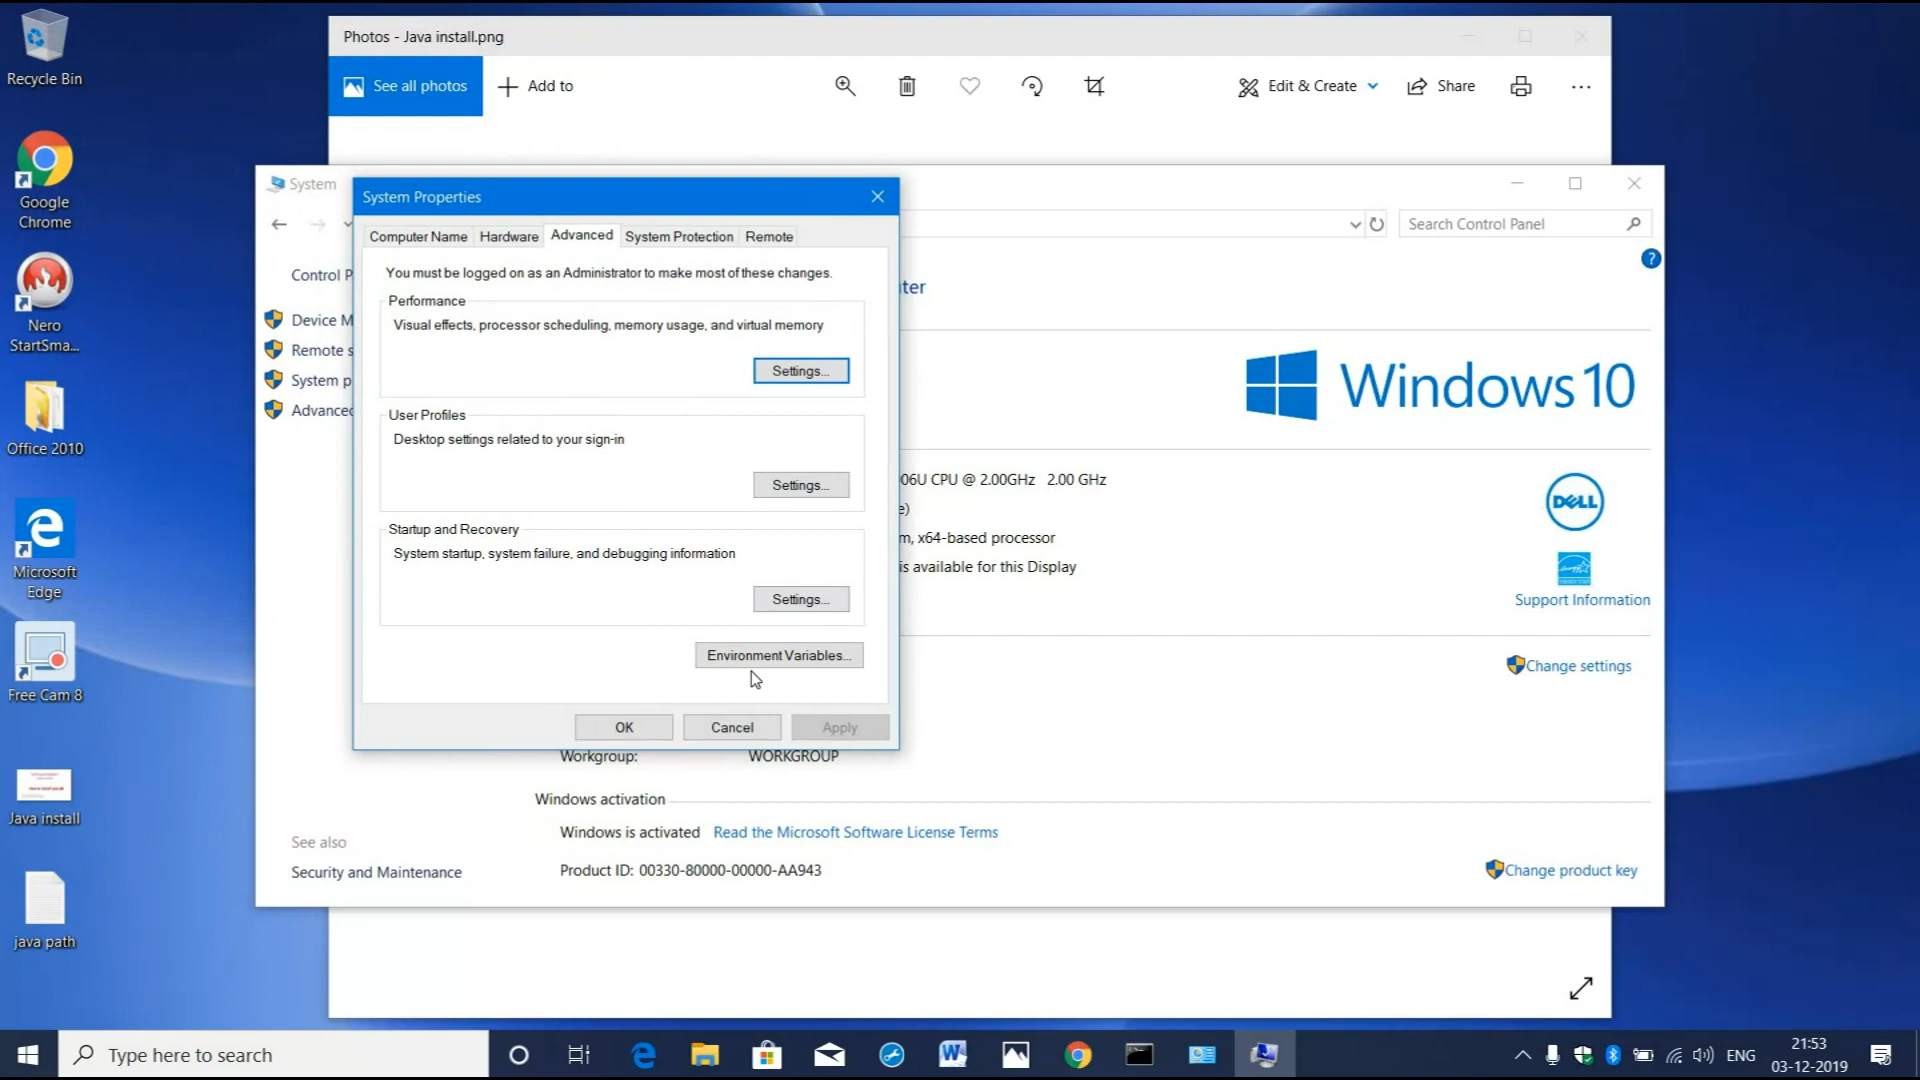 Recycle Bin
Google
Chrome
Nero
StartSma...
Office 2010
Microsoft
Edge
Free Cam 8
Java install
java path
Photos - Java install.png
See all photos
Add to
Edit & Create
Share
System
Search Control Panel
Control P
Device M
Remote s
System p
Advanced
See also
Security and Maintenance
System Properties
Computer Name
Hardware
Advanced
System Protection
Remote
You must be logged on as an Administrator to make most of these changes.
Performance
Visual effects, processor scheduling, memory usage, and virtual memory
Settings...
User Profiles
Desktop settings related to your sign-in
Settings...
Startup and Recovery
System startup, system failure, and debugging information
Settings...
Environment Variables...
OK
Cancel
Apply
ter
Windows 10
06U CPU @ 2.00GHz 2.00 GHz
e)
m, x64-based processor
is available for this Display
DELL
Support Information
Change settings
Workgroup: WORKGROUP
Windows activation
Windows is activated Read the Microsoft Software License Terms
Product ID: 00330-80000-00000-AA943
Change product key
Type here to search
ENG
21:53
03-12-2019